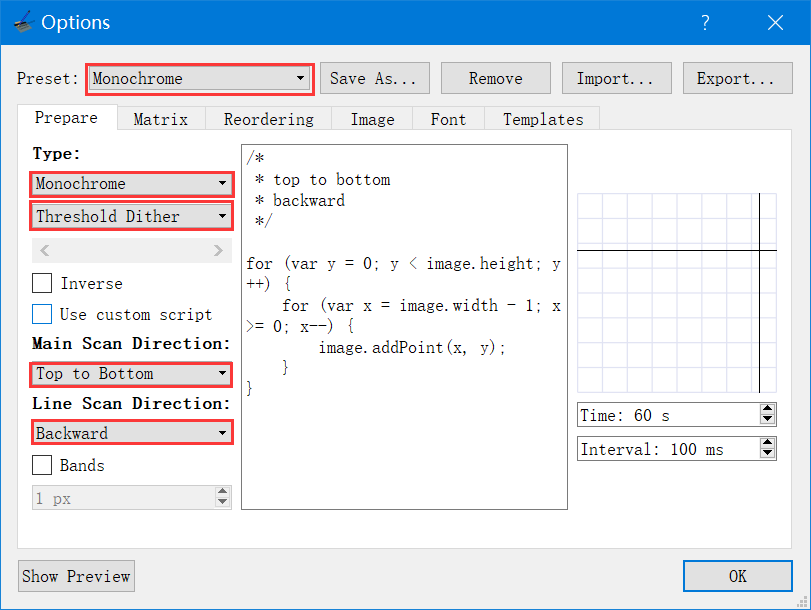 Options
Preset: Monochrome Save As... Remove Import... Export...
Prepare Matrix Reordering Image Font Templates
Type:
Monochrome
Threshold Dither
Inverse
Use custom script
Main Scan Direction:
Top to Bottom
Line Scan Direction:
Backward
Bands
1 px
/*
 * top to bottom
 * backward
 */
for (var y = 0; y < image.height; y
++) {
    for (var x = image.width - 1; x
>= 0; x--) {
        image.addPoint(x, y);
    }
}
Time: 60 s
Interval: 100 ms
Show Preview
OK